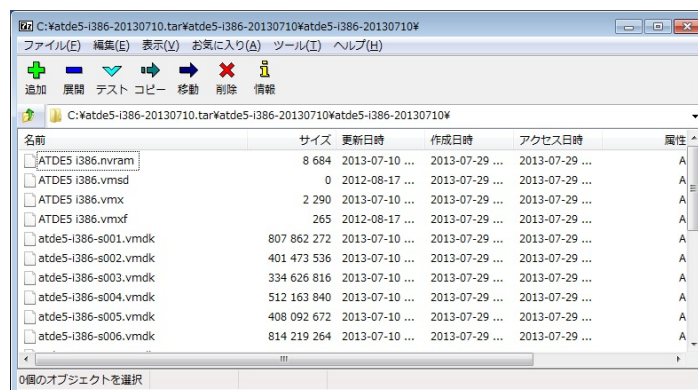 C:¥atde5-i386-20130710.tar¥atde5-i386-20130710¥atde5-i386-20130710¥
ファイル(F) 編集(E) 表示(V) お気に入り(A) ツール(T) ヘルプ(H)
追加 展開 テスト コピー 移動 削除 情報
C:¥atde5-i386-20130710.tar¥atde5-i386-20130710¥atde5-i386-20130710¥
名前 サイズ 更新日時 作成日時 アクセス日時 属性
ATDE5 i386.nvram 8 684 2013-07-10 ... 2013-07-29 ... 2013-07-29 ... A
ATDE5 i386.vmsd 0 2012-08-17 ... 2013-07-29 ... 2013-07-29 ... A
ATDE5 i386.vmx 2 290 2013-07-10 ... 2013-07-29 ... 2013-07-29 ... A
ATDE5 i386.vmxf 265 2012-08-17 ... 2013-07-29 ... 2013-07-29 ... A
atde5-i386-s001.vmdk 807 862 272 2013-07-10 ... 2013-07-29 ... 2013-07-29 ... A
atde5-i386-s002.vmdk 401 473 536 2013-07-10 ... 2013-07-29 ... 2013-07-29 ... A
atde5-i386-s003.vmdk 334 626 816 2013-07-10 ... 2013-07-29 ... 2013-07-29 ... A
atde5-i386-s004.vmdk 512 163 840 2013-07-10 ... 2013-07-29 ... 2013-07-29 ... A
atde5-i386-s005.vmdk 408 092 672 2013-07-10 ... 2013-07-29 ... 2013-07-29 ... A
atde5-i386-s006.vmdk 814 219 264 2013-07-10 ... 2013-07-29 ... 2013-07-29 ... A
0個のオブジェクトを選択